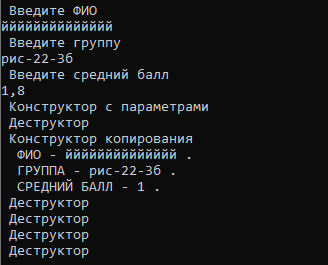 Введите ФИО
йййййййййййййй
Введите группу
рис-22-3б
Введите средний балл
1,8
Конструктор с параметрами
Деструктор
Конструктор копирования
ФИО - йййййййййййййй .
ГРУППА - рис-22-3б .
СРЕДНИЙ БАЛЛ - 1 .
Деструктор
Деструктор
Деструктор
Деструктор